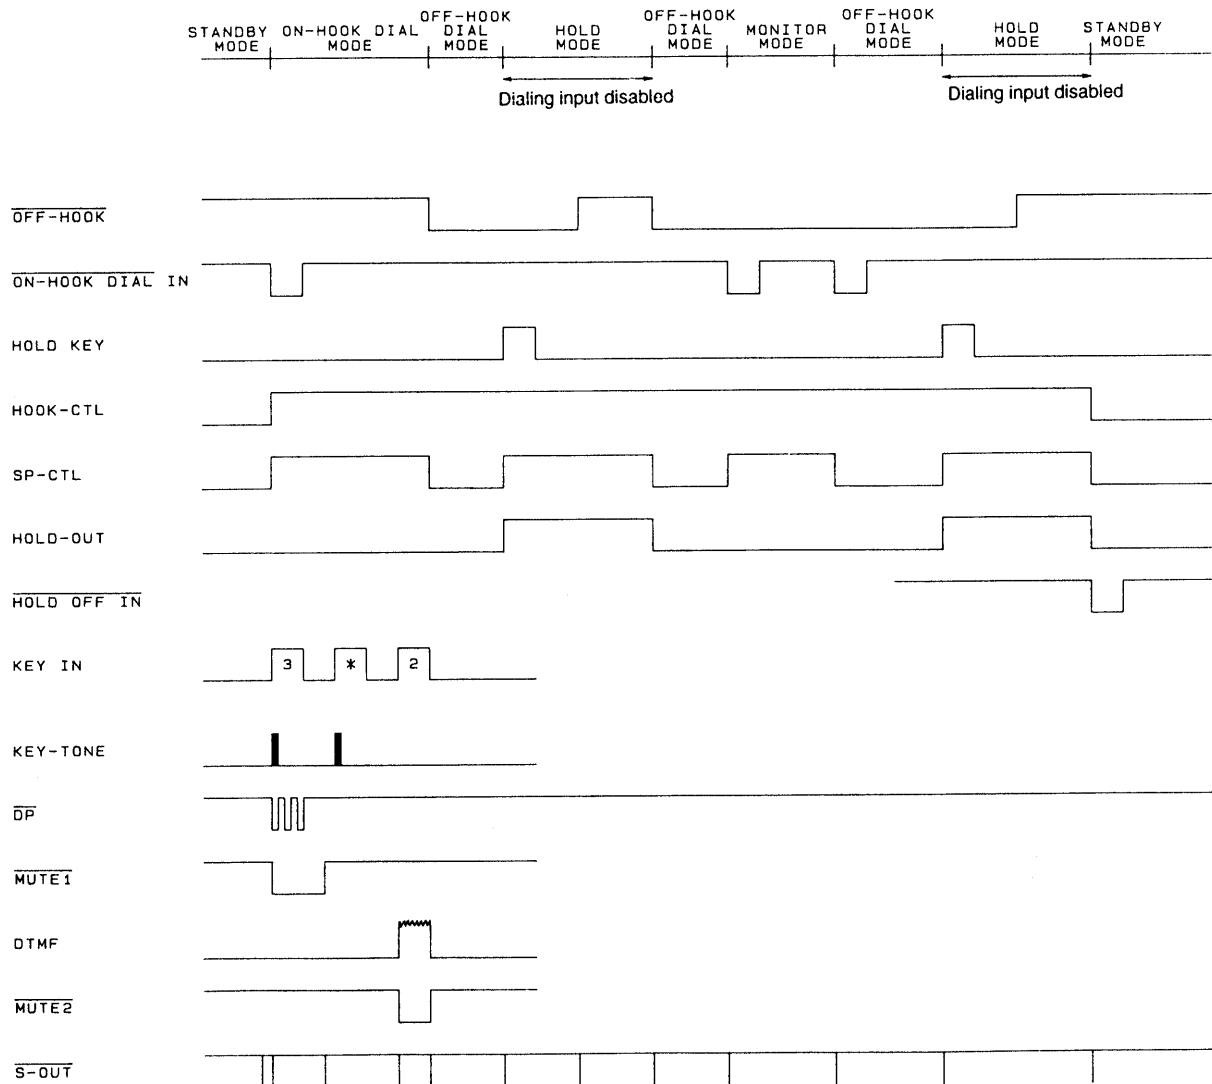 STANDBY MODE
ON-HOOK DIAL MODE
OFF-HOOK DIAL MODE
HOLD MODE
OFF-HOOK DIAL MODE
MONITOR MODE
OFF-HOOK DIAL MODE
HOLD MODE
STANDBY MODE
Dialing input disabled
Dialing input disabled
OFF-HOOK
ON-HOOK DIAL IN
HOLD KEY
HOOK-CTL
SP-CTL
HOLD-OUT
HOLD OFF IN
KEY IN
3 * 2
KEY-TONE
DP
MUTE1
DTMF
MUTE2
S-OUT